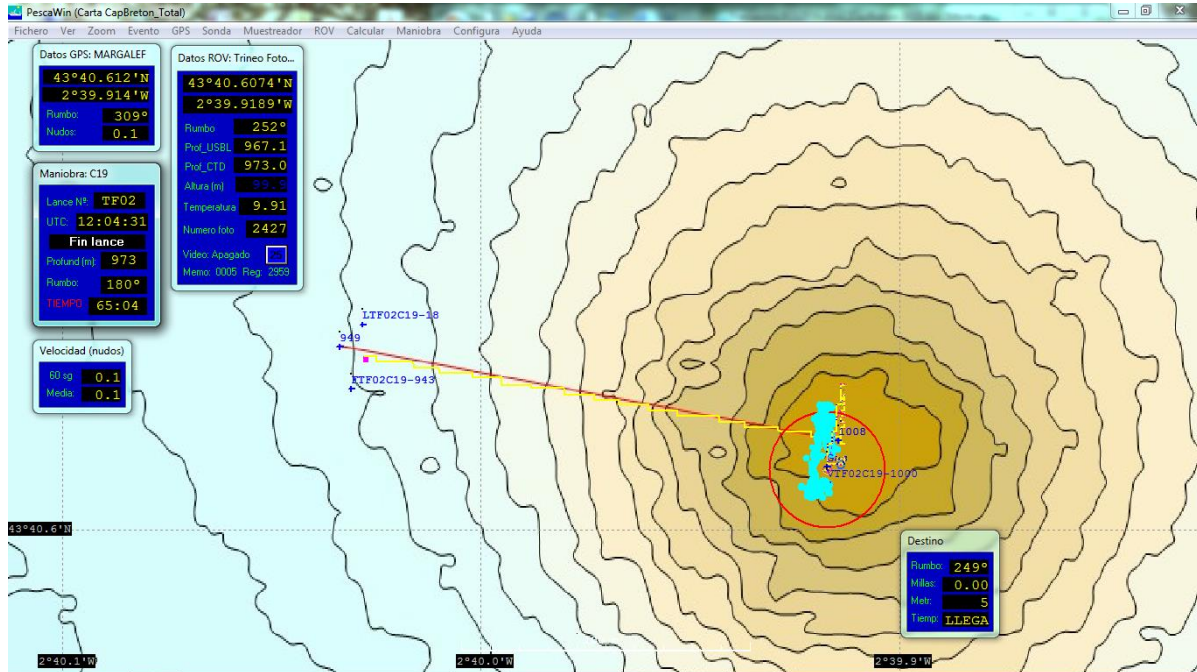 PescaWin (Carta CapBreton_Total)
Fichero Ver Zoom Evento GPS Sonda Muestreador ROV Calcular Maniobra Configura Ayuda
Datos GPS: MARGALEF
43°40.612'N
2°39.914'W
Rumbo: 309°
Nudos: 0.1
Datos ROV: Trineo Foto...
43°40.6074'N
2°39.9189'W
Rumbo 252°
Prof_USBL 967.1
Prof_CTD 973.0
Altura (m) 99.9
Temperatura 9.91
Numero foto 2427
Video: Apagado
Memo: 0005 Reg: 2959
Maniobra: C19
Lance Nº: TF02
UTC: 12:04:31
Fin lance
Profund (m): 973
Rumbo: 180°
TIEMPO 65:04
Velocidad (nudos)
60 sg 0.1
Media: 0.1
LTF02C19-18
949
FTF02C19-943
1008
VTF02C19-1000
43°40.6'N
Destino
Rumbo: 249°
Millas: 0.00
Metr: 5
Tiemp: LLEGA
2°40.1'W
2°40.0'W
2°39.9'W